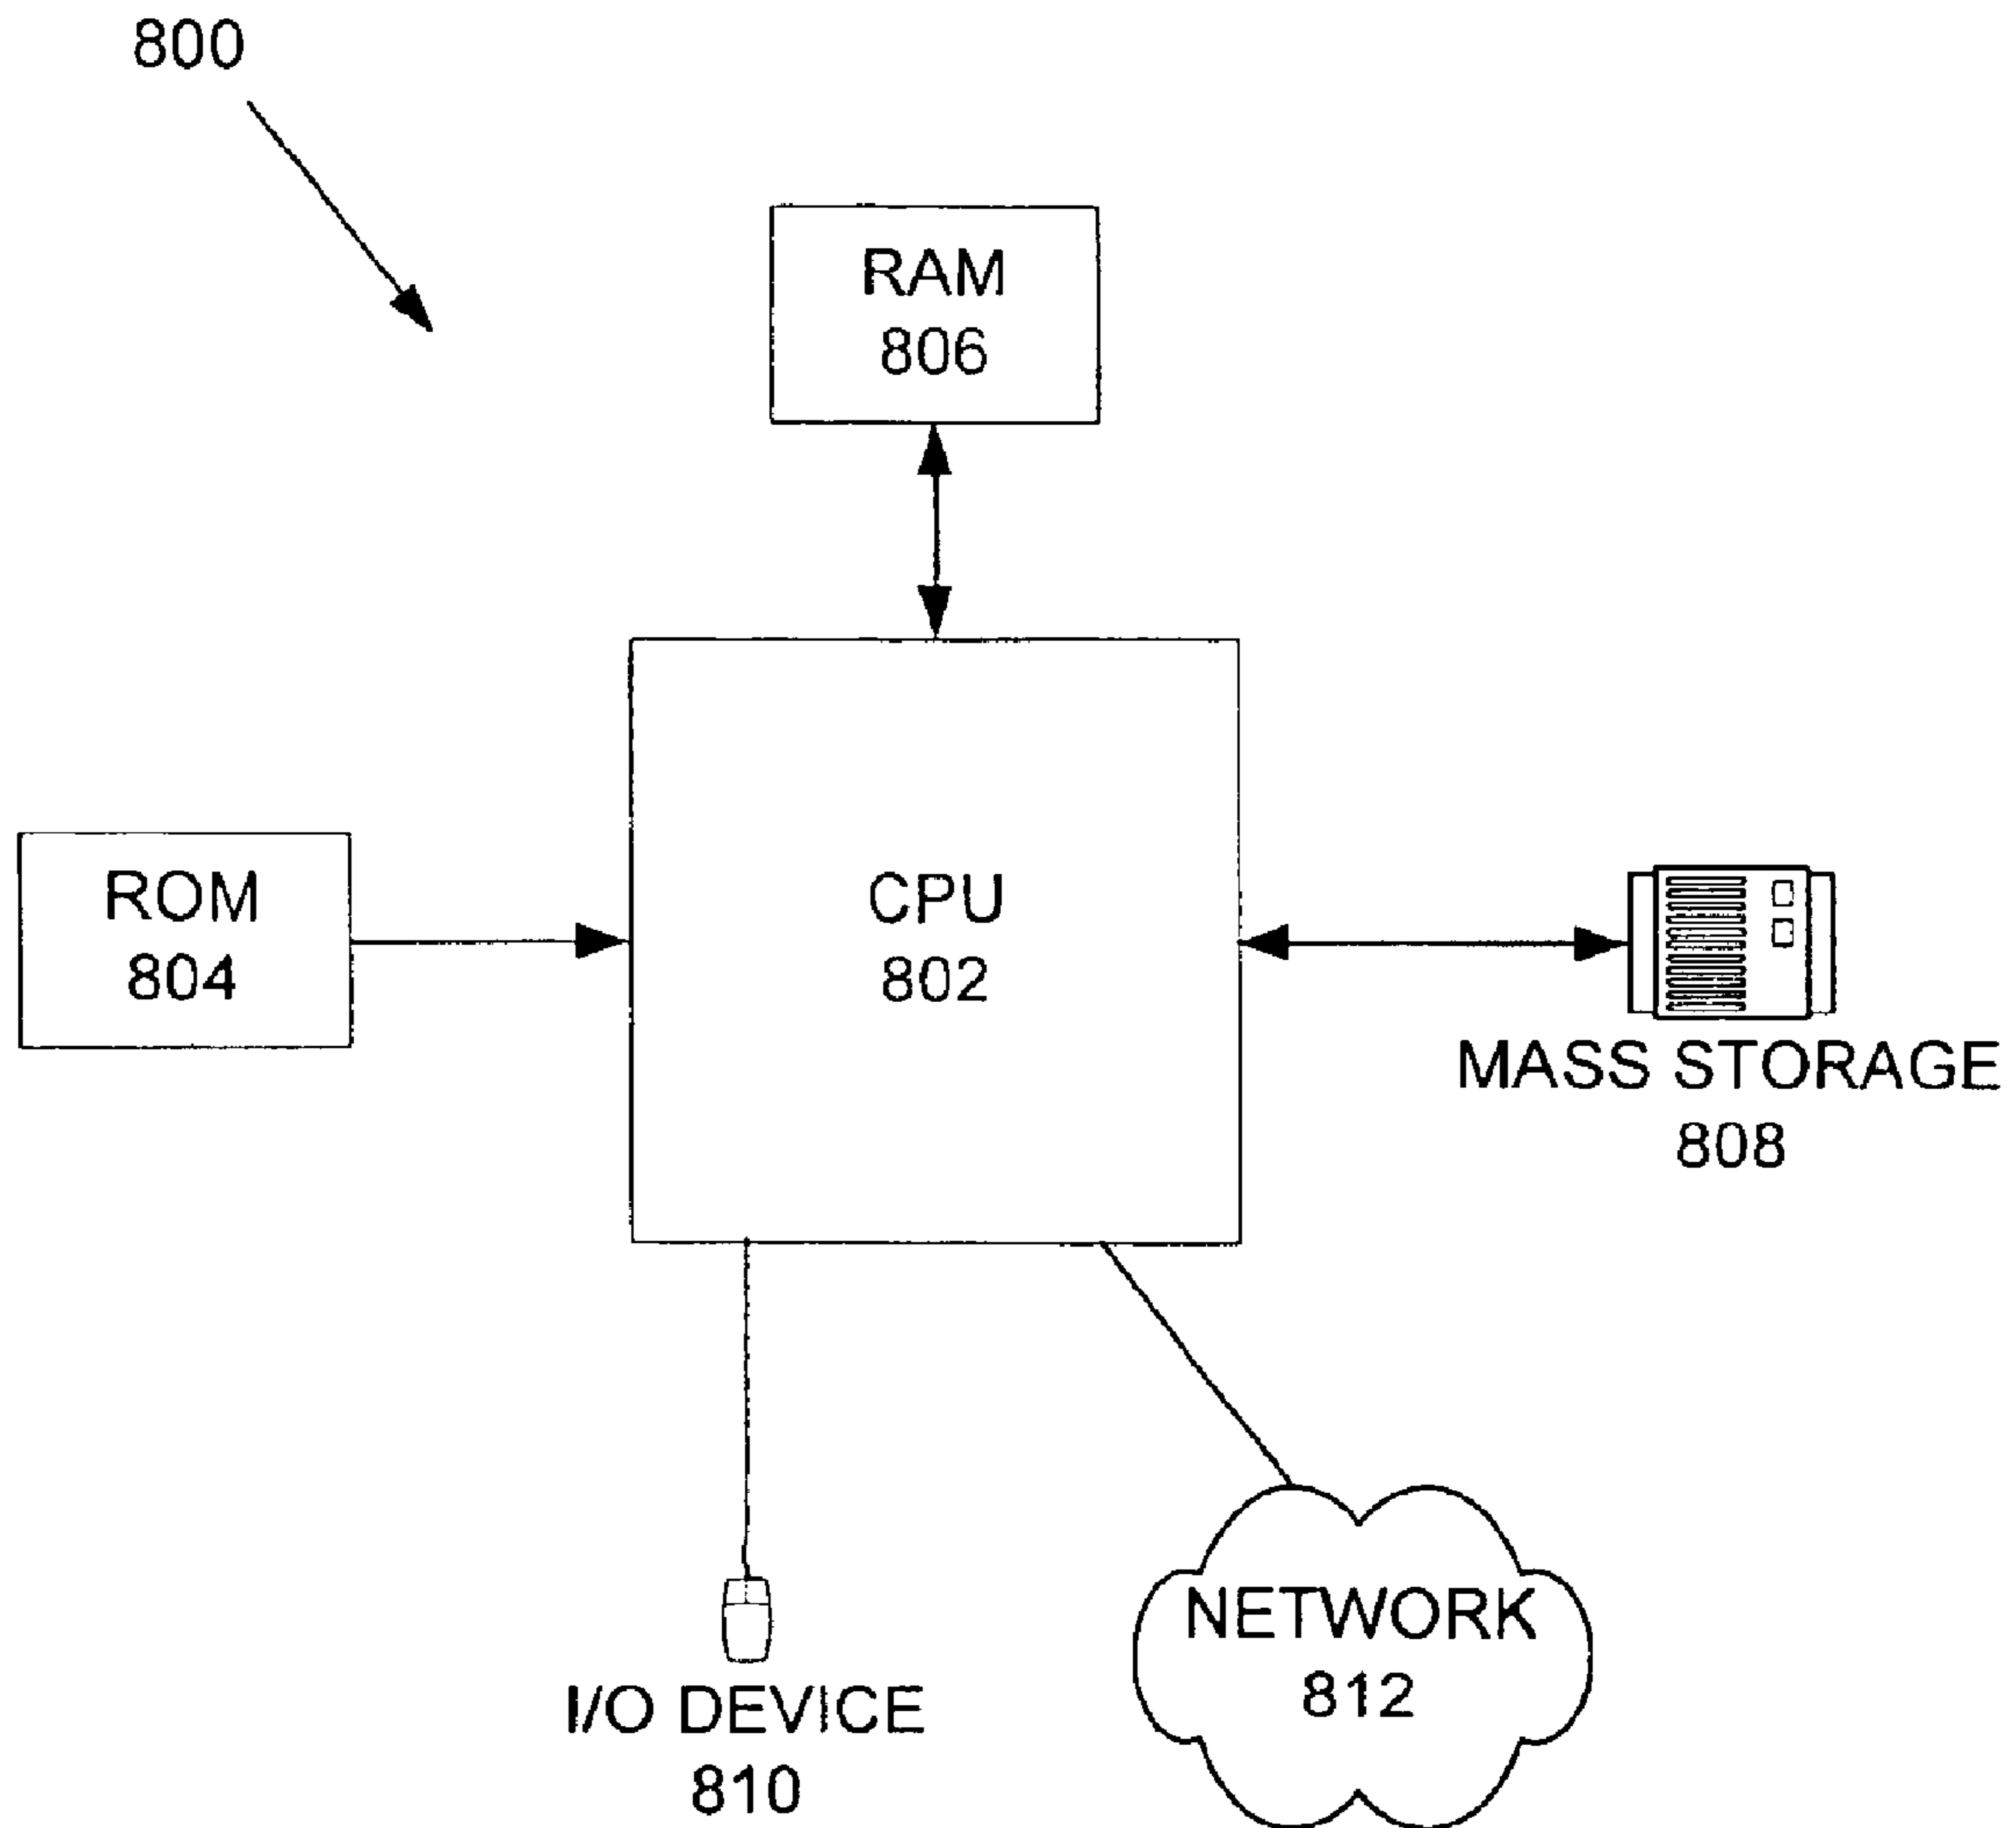 800
RAM
806
ROM
804
CPU
802
MASS STORAGE
808
I/O DEVICE
810
NETWORK
812